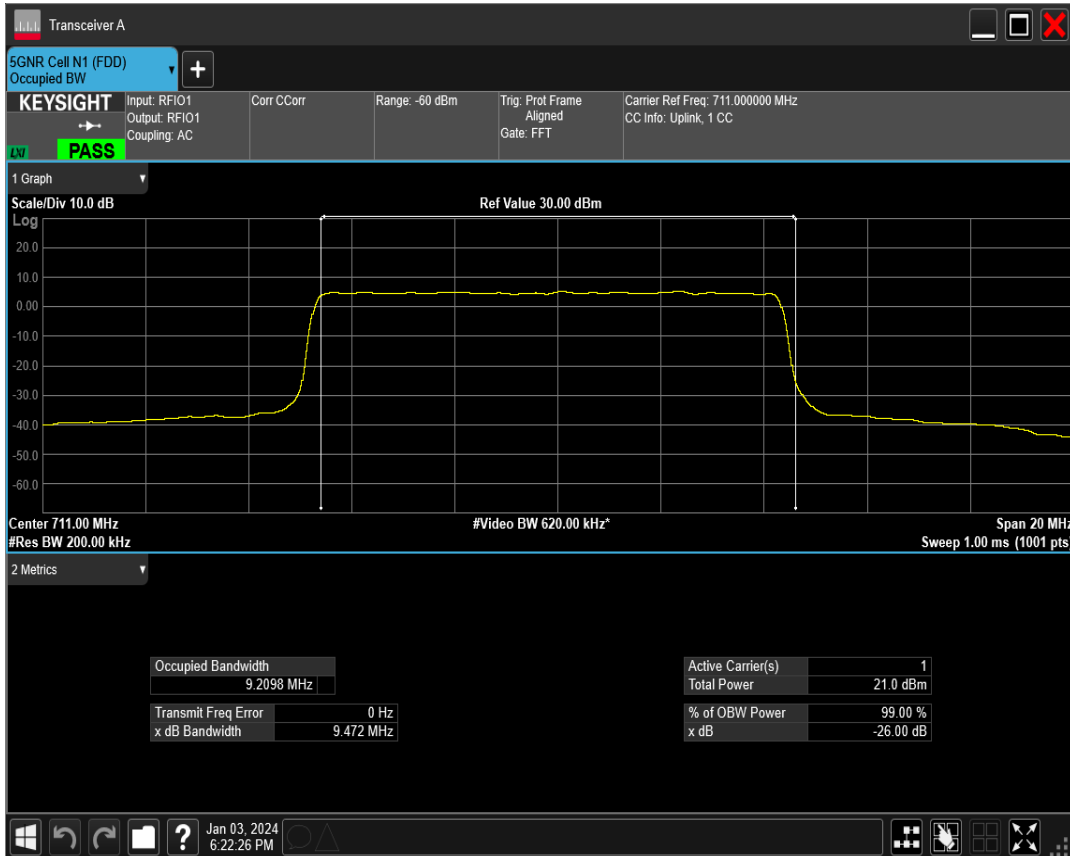 Transceiver A
5GNR Cell N1 (FDD)
Occupied BW
+
KEYSIGHT
LXI
PASS
Input: RFIO1
Output: RFIO1
Coupling: AC
Corr CCorr
Range: -60 dBm
Trig: Prot Frame
Aligned
Gate: FFT
Carrier Ref Freq: 711.000000 MHz
CC Info: Uplink, 1 CC
1 Graph
Scale/Div 10.0 dB
Ref Value 30.00 dBm
Log
20.0
10.0
0.00
-10.0
-20.0
-30.0
-40.0
-50.0
-60.0
Center 711.00 MHz
#Video BW 620.00 kHz*
Span 20 MHz
#Res BW 200.00 kHz
Sweep 1.00 ms (1001 pts)
2 Metrics
Occupied Bandwidth
9.2098 MHz
Transmit Freq Error 0 Hz
x dB Bandwidth 9.472 MHz
Active Carrier(s) 1
Total Power 21.0 dBm
% of OBW Power 99.00 %
x dB -26.00 dB
?
Jan 03, 2024
6:22:26 PM